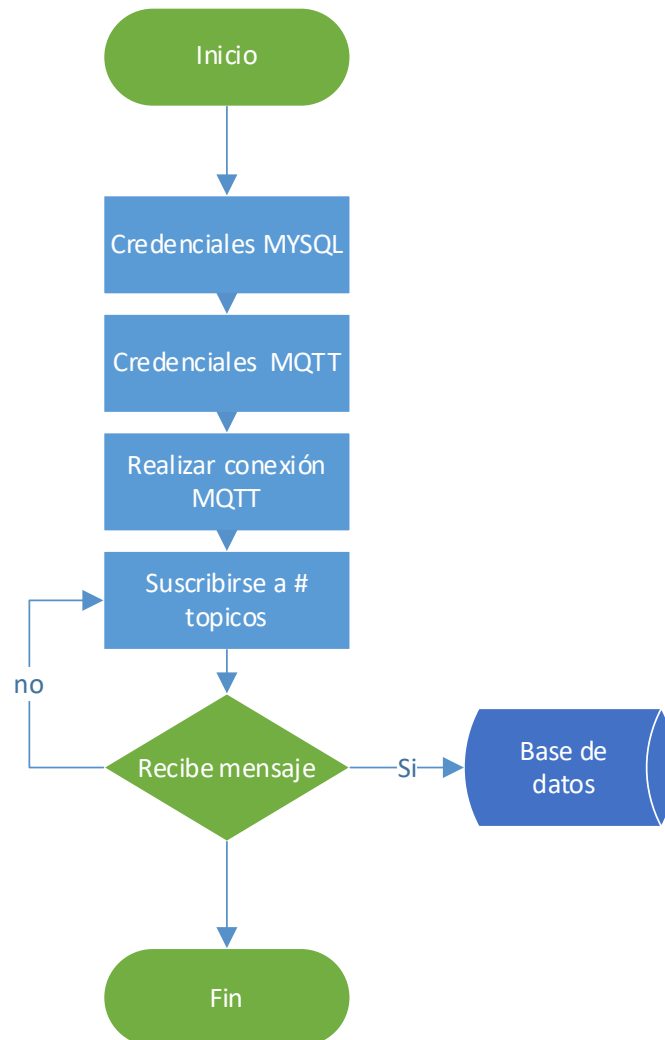 Inicio
Credenciales MYSQL
Credenciales MQTT
Realizar conexión
MQTT
Suscribirse a #
topicos
no
Recibe mensaje
Si
Base de
datos
Fin